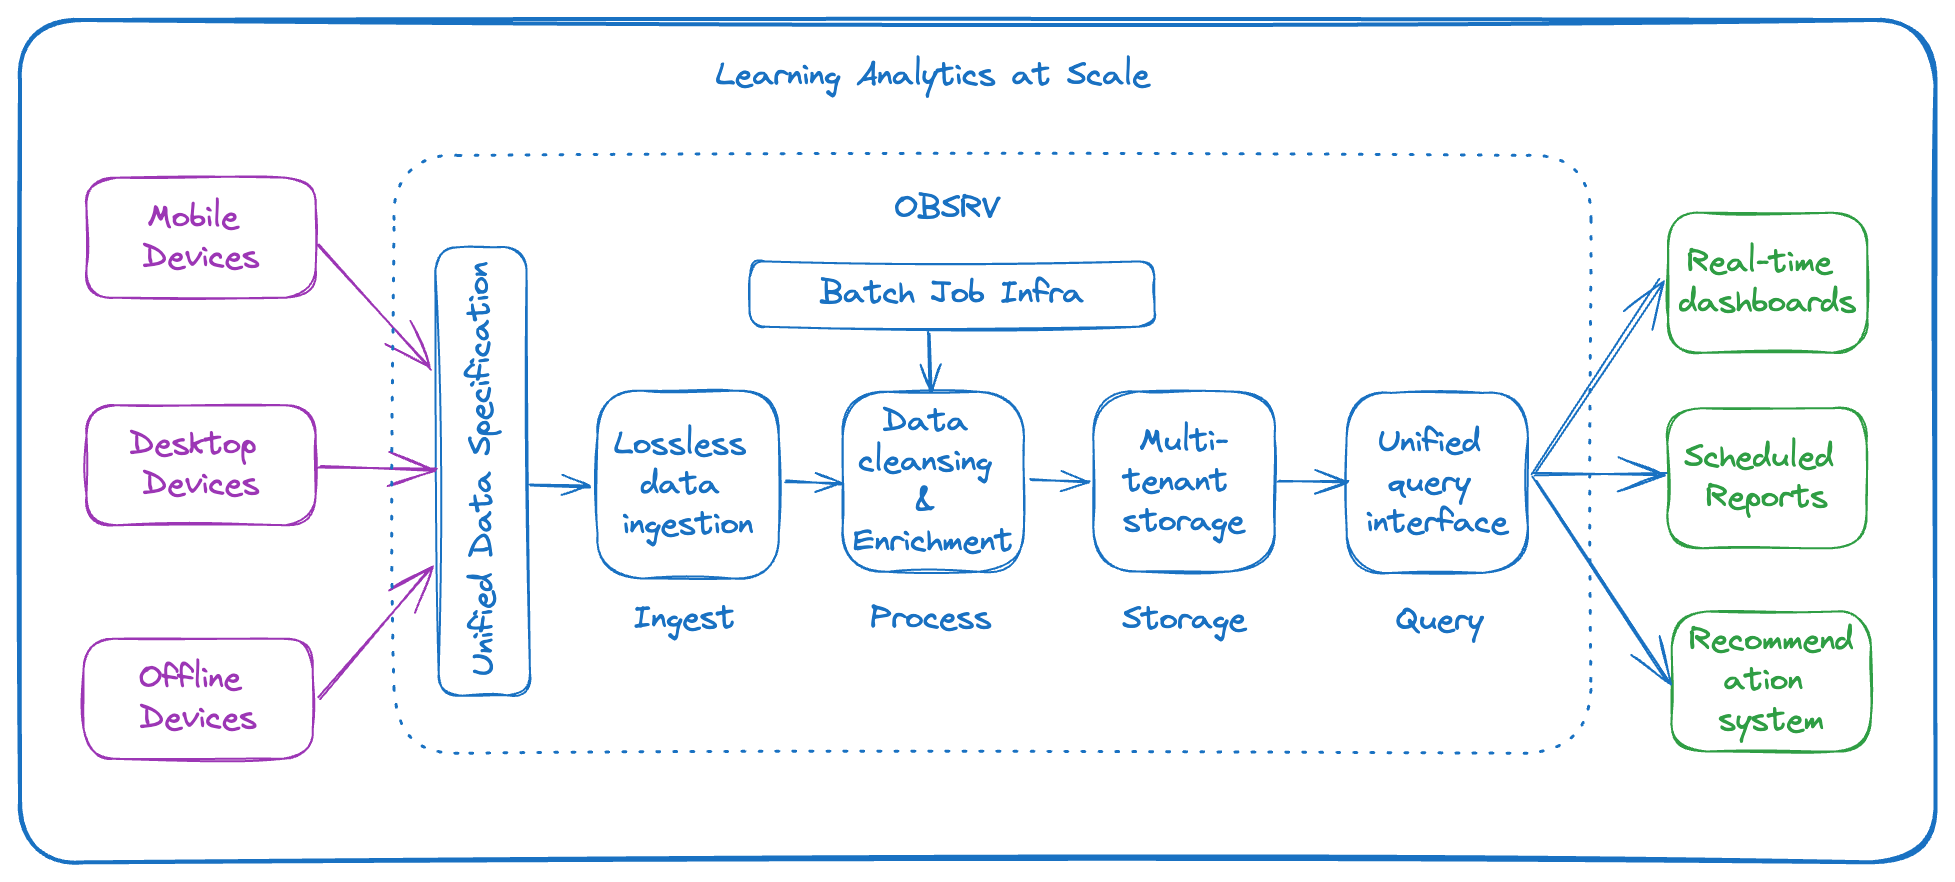 Learning Analytics at Scale
Mobile
Devices
Desktop
Devices
Offline
Devices
OBSRV
Unified Data Specification
Batch Job Infra
Lossless
data
ingestion
Ingest
Data
cleansing
&
Enrichment
Process
Multi-
tenant
storage
Storage
Unified
query
interface
Query
Real-time
dashboards
Scheduled
Reports
Recommend
ation
system